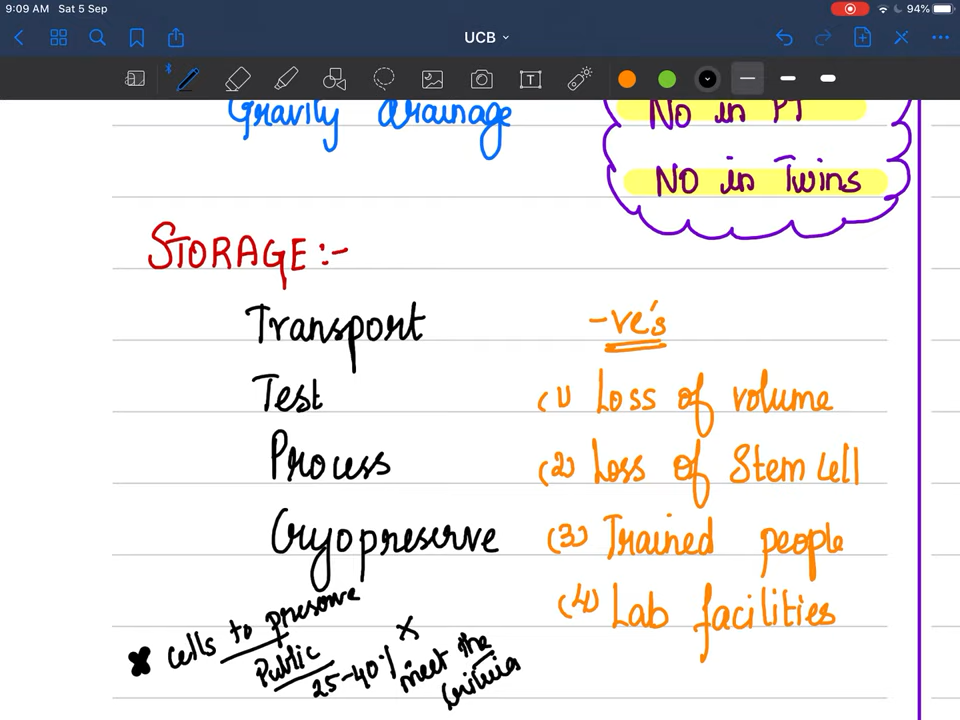 9:09 AM Sat 5 Sep
94%
UCB
T
Gravity drainage
No in PT
NO in Twins
STORAGE:-
Transport
-ve's
Test
(1) Loss of volume
Process
(2) Loss of Stem cell
Cryopreserve
(3) Trained people
(4) Lab facilities
cells to preserve
Public
25-40% meet the
criteria